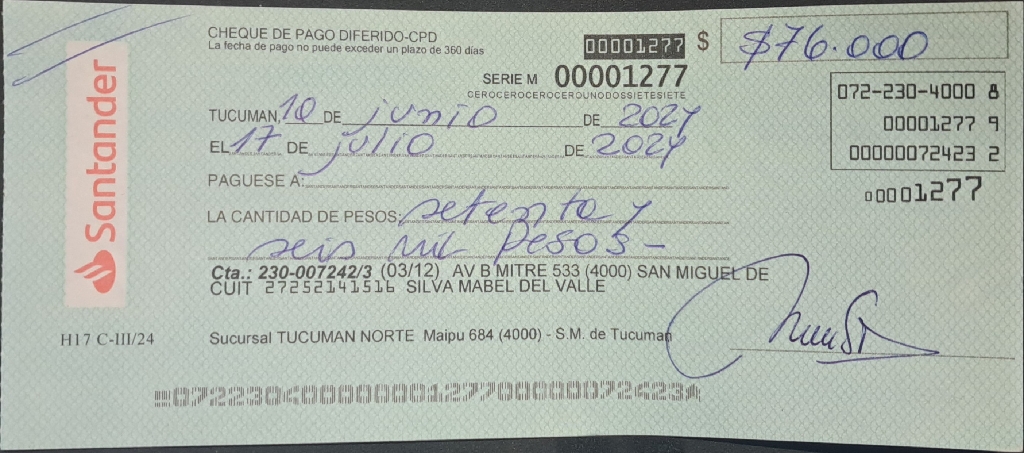 CHEQUE DE PAGO DIFERIDO-CPD
La fecha de pago no puede exceder un plazo de 360 días
00001277 $ $76.000
SERIE M 00001277
CEROCEROCEROCEROUNODOSSIETESIETE
072-230-4000 8
00001277 9
00000072423 2
00001277
TUCUMAN, 10 DE junio DE 2024
EL 17 DE julio DE 2024
PAGUESE A:
LA CANTIDAD DE PESOS: setenta y
seis mil Pesos-
Cta.: 230-007242/3 (03/12) AV B MITRE 533 (4000) SAN MIGUEL DE
CUIT 27252141516 SILVA MABEL DEL VALLE
Sucursal TUCUMAN NORTE Maipu 684 (4000) - S.M. de Tucuman
Santander
H17 C-III/24